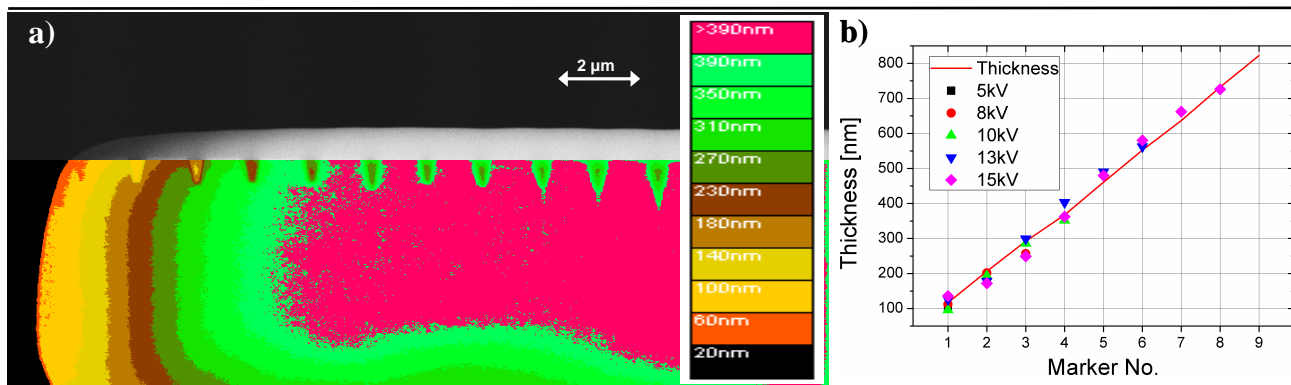 a)
2 µm
>390nm
390nm
350nm
310nm
270nm
230nm
180nm
140nm
100nm
60nm
20nm
b)
Thickness [nm]
800
700
600
500
400
300
200
100
Thickness
5kV
8kV
10kV
13kV
15kV
1 2 3 4 5 6 7 8 9
Marker No.